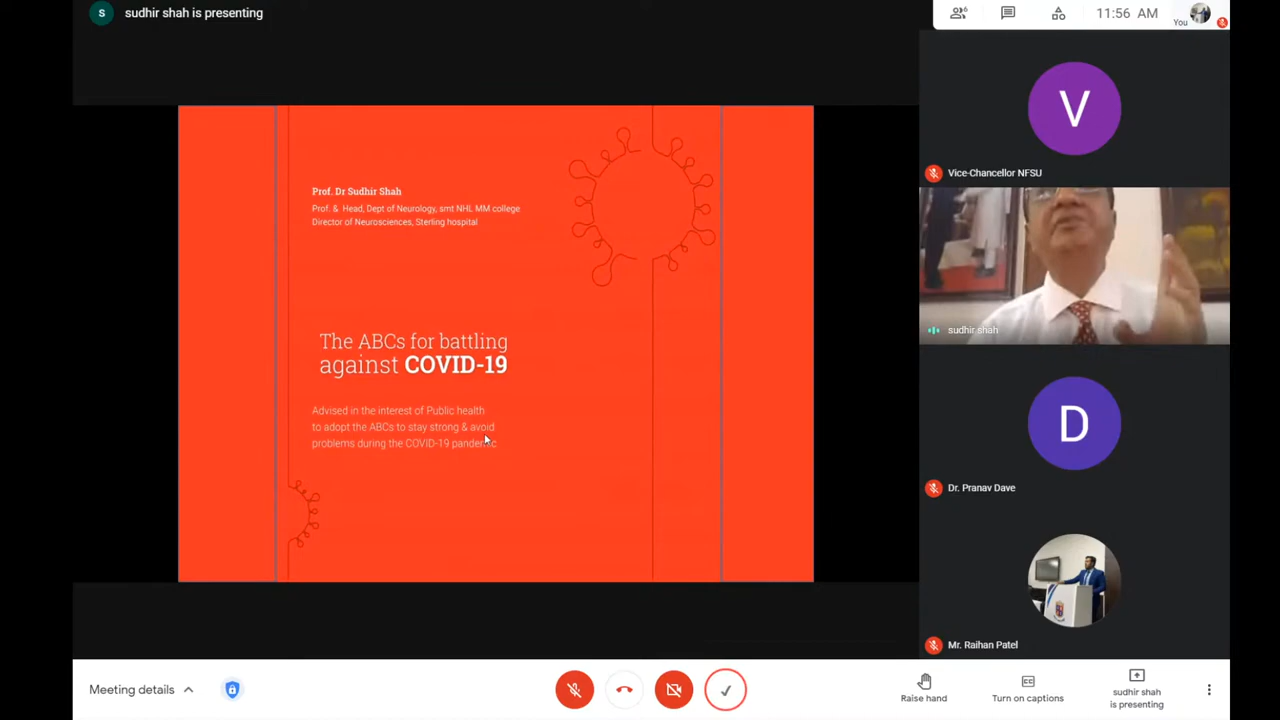 S sudhir shah is presenting
6
11:56 AM
You
Prof. Dr Sudhir Shah
Prof. & Head, Dept of Neurology, smt NHL MM college
Director of Neurosciences, Sterling hospital
The ABCs for battling
against COVID-19
Advised in the interest of Public health
to adopt the ABCs to stay strong & avoid
problems during the COVID-19 pandemic
V
Vice-Chancellor NFSU
sudhir shah
D
Dr. Pranav Dave
Mr. Raihan Patel
Meeting details
Raise hand
CC
Turn on captions
sudhir shah
is presenting